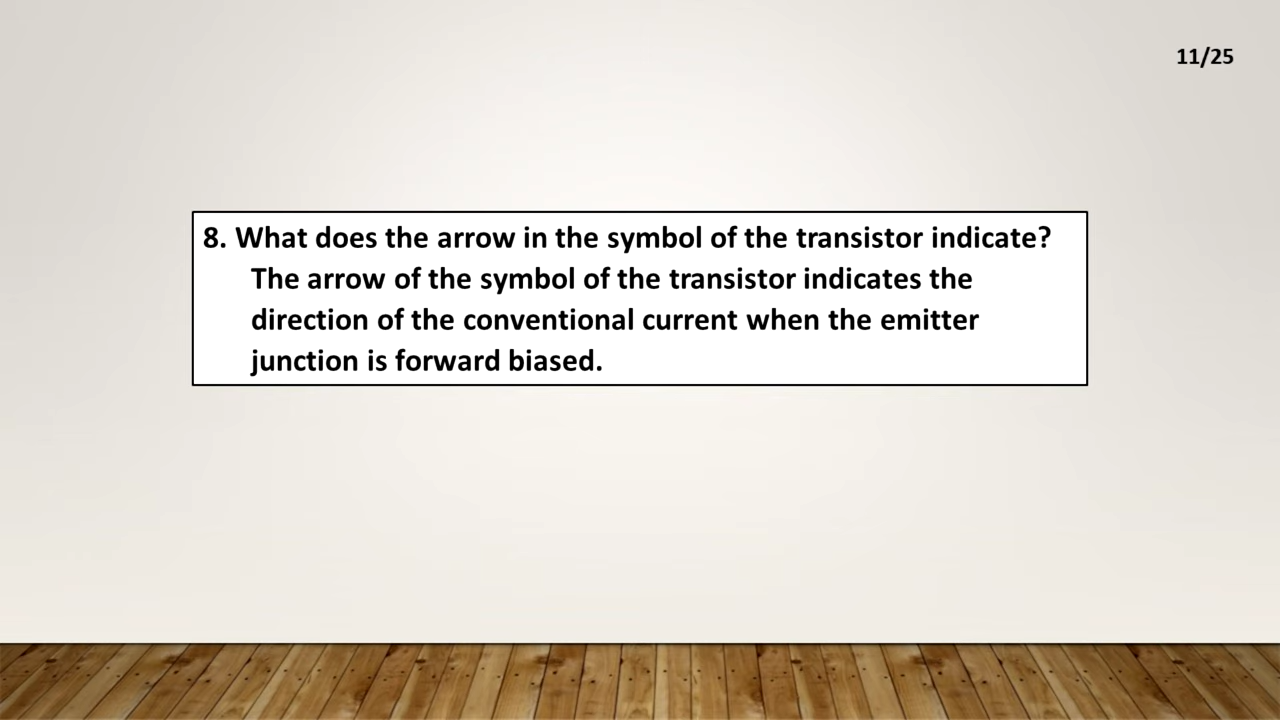 11/25
8. What does the arrow in the symbol of the transistor indicate?
The arrow of the symbol of the transistor indicates the
direction of the conventional current when the emitter
junction is forward biased.